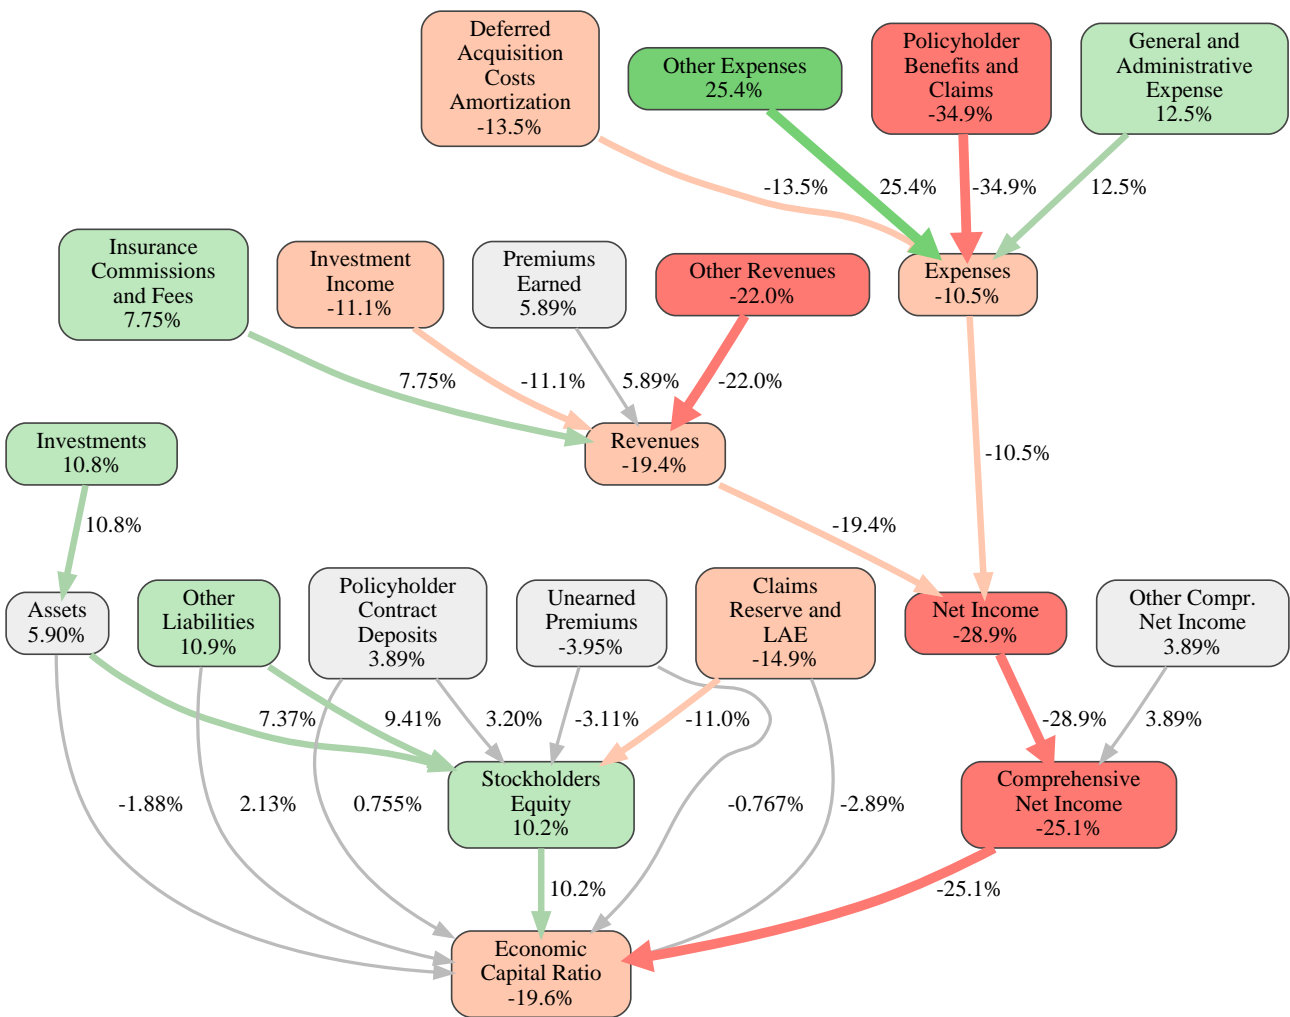 Deferred
Acquisition
Costs
Amortization
-13.5%
Other Expenses
25.4%
Policyholder
Benefits and
Claims
-34.9%
General and
Administrative
Expense
12.5%
-13.5%
25.4%
-34.9%
12.5%
Insurance
Commissions
and Fees
7.75%
Investment
Income
-11.1%
Premiums
Earned
5.89%
Other Revenues
-22.0%
Expenses
-10.5%
7.75%
-11.1%
5.89%
-22.0%
Investments
10.8%
Revenues
-19.4%
-10.5%
10.8%
-19.4%
Assets
5.90%
Other
Liabilities
10.9%
Policyholder
Contract
Deposits
3.89%
Unearned
Premiums
-3.95%
Claims
Reserve and
LAE
-14.9%
Net Income
-28.9%
Other Compr.
Net Income
3.89%
7.37%
9.41%
3.20%
-3.11%
-11.0%
-28.9%
3.89%
-1.88%
2.13%
0.755%
Stockholders
Equity
10.2%
-0.767%
-2.89%
Comprehensive
Net Income
-25.1%
10.2%
-25.1%
Economic
Capital Ratio
-19.6%